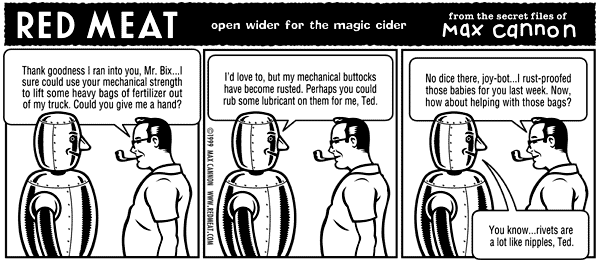 RED MEAT
open wider for the magic cider
from the secret files of
Max cannon
Thank goodness I ran into you, Mr. Bix...I
sure could use your mechanical strength
to lift some heavy bags of fertilizer out
of my truck. Could you give me a hand?
I'd love to, but my mechanical buttocks
have become rusted. Perhaps you could
rub some lubricant on them for me, Ted.
©1999 MAX CANNON WWW.REDMEAT.COM
No dice there, joy-bot...I rust-proofed
those babies for you last week. Now,
how about helping with those bags?
You know...rivets are
a lot like nipples, Ted.